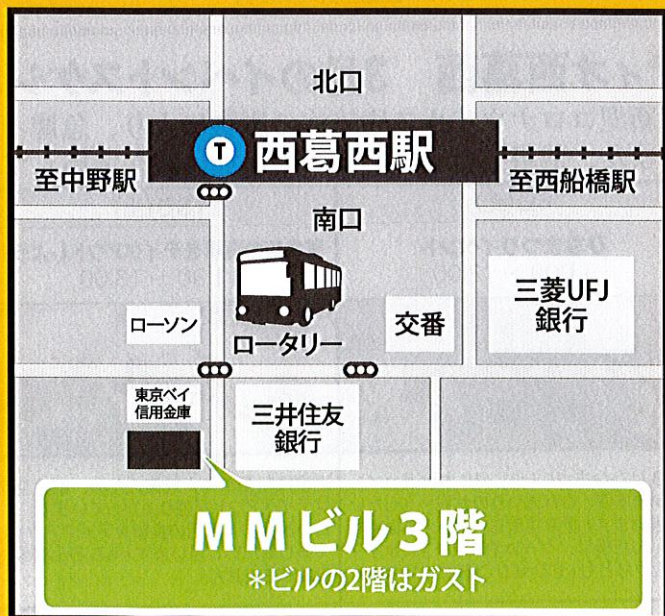 北口
T 西葛西駅
至中野駅
至西船橋駅
南口
三菱UFJ
銀行
ローソン
ロータリー
交番
東京ベイ
信用金庫
三井住友
銀行
MMビル3階
＊ビルの2階はガスト